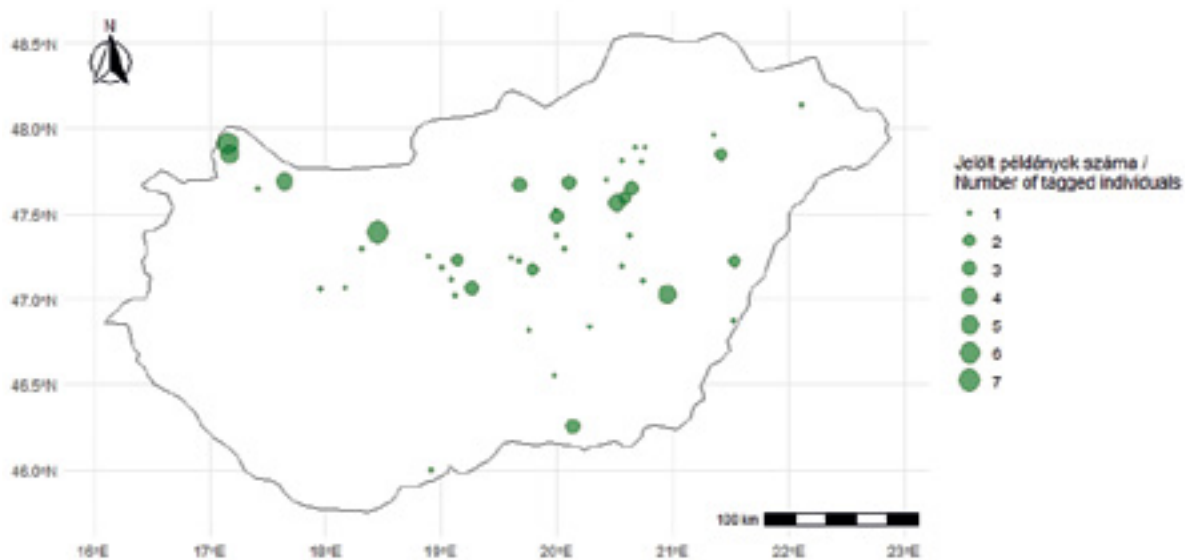 N
48.5°N
48.0°N
47.5°N
47.0°N
46.5°N
46.0°N
16°E 17°E 18°E 19°E 20°E 21°E 22°E 23°E
100 km
Jelölt példányok száma /
Number of tagged individuals
1
2
3
4
5
6
7